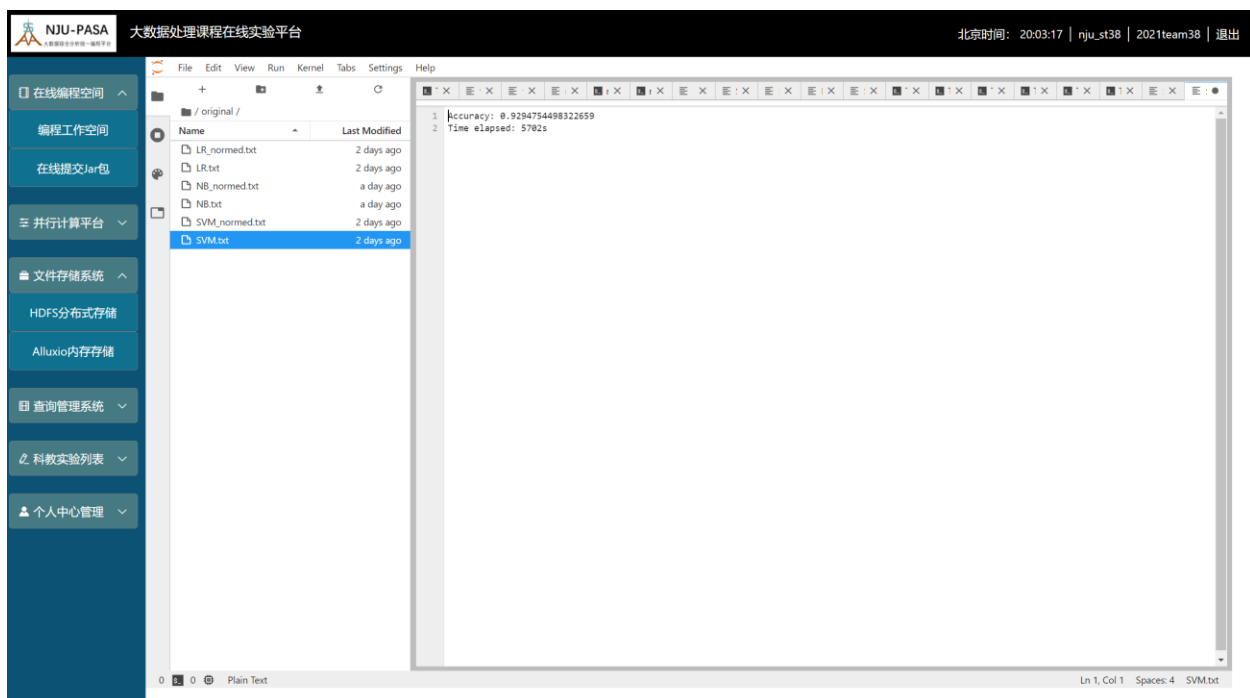 NJU-PASA
大数据处理课程在线实验平台
北京时间: 20:03:17 | nju_st38 | 2021team38 | 退出
在线编程空间
编程工作空间
在线提交Jar包
并行计算平台
文件存储系统
HDFS分布式存储
Alluxio内存存储
查询管理系统
科教实验列表
个人中心管理
File Edit View Run Kernel Tabs Settings Help
/ original /
Name Last Modified
LR_normed.txt 2 days ago
LR.txt 2 days ago
NB_normed.txt a day ago
NB.txt a day ago
SVM_normed.txt 2 days ago
SVM.txt 2 days ago
1 Accuracy: 0.9294754498322659
2 Time elapsed: 5702s
0 0 Plain Text
Ln 1, Col 1 Spaces: 4 SVM.txt